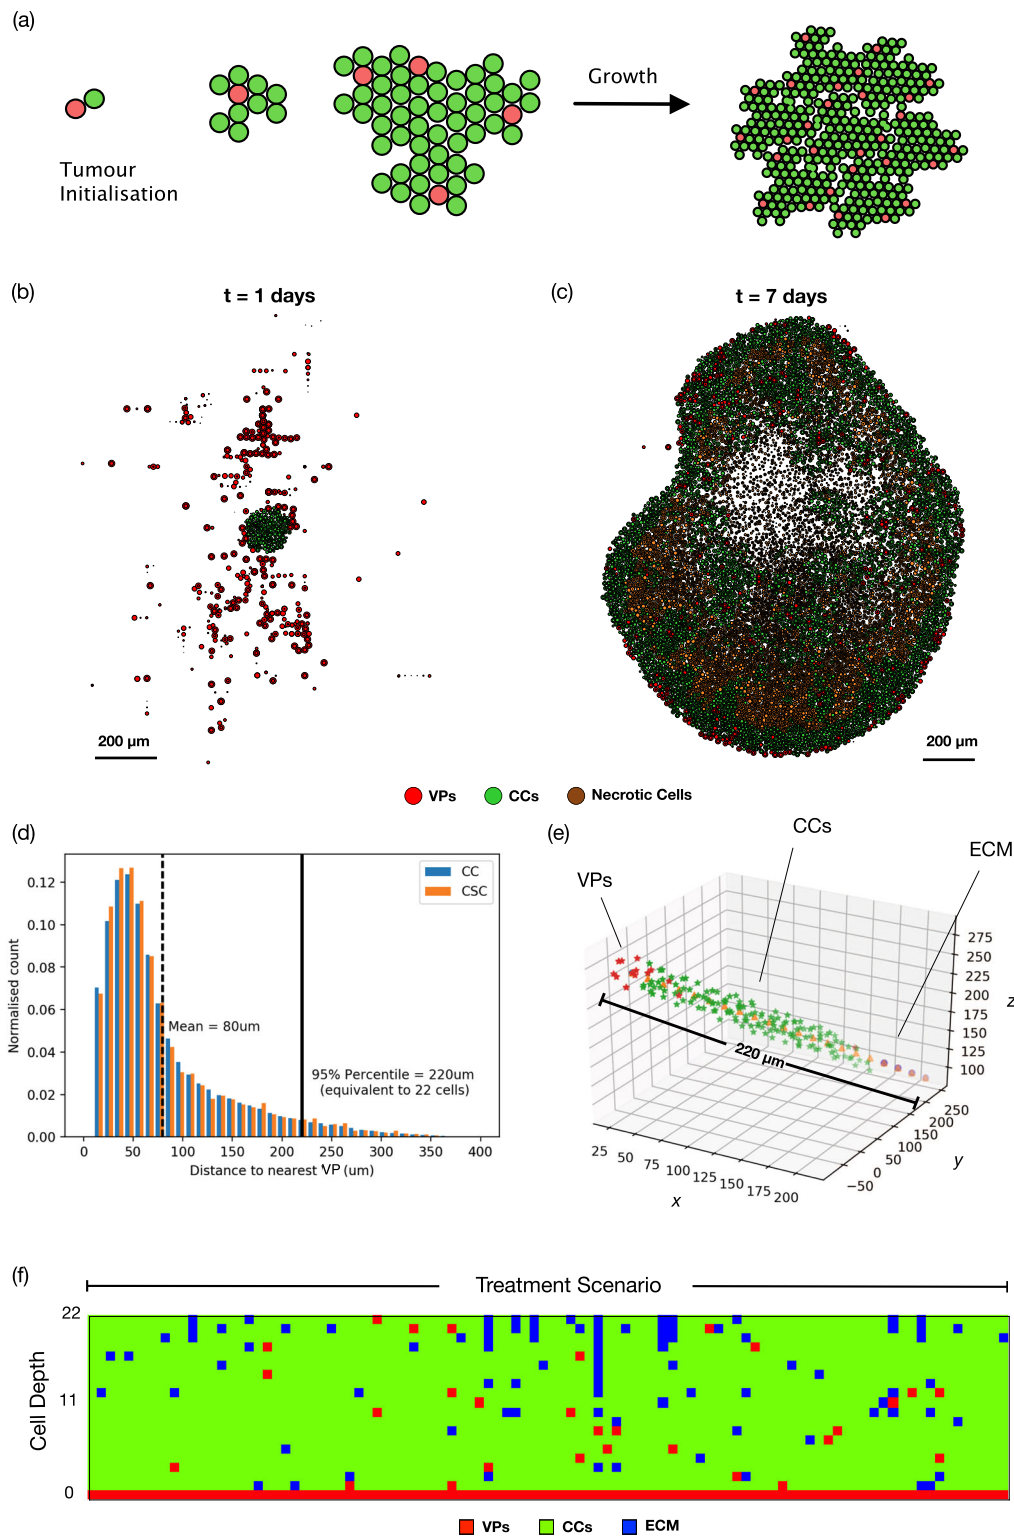 (a)
Tumour
Initialisation
Growth
(b)
t = 1 days
(c)
t = 7 days
200 µm
200 µm
VPs
CCs
Necrotic Cells
(d)
Normalised count
0.12
0.10
0.08
0.06
0.04
0.02
0.00
CC
CSC
Mean = 80um
95% Percentile = 220um
(equivalent to 22 cells)
0
50
100
150
200
250
300
350
400
Distance to nearest VP (um)
(e)
VPs
CCs
ECM
220 µm
275
250
225
200
175
150
125
100
z
250
200
150
100
50
0
−50
y
25
50
75
100
125
150
175
200
x
(f)
Treatment Scenario
Cell Depth
22
11
0
VPs
CCs
ECM